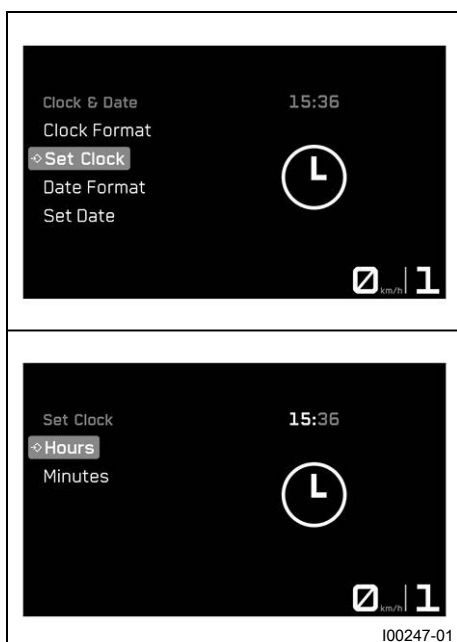 Clock & Date 15:36
Clock Format
Set Clock
Date Format
Set Date
0 km/h 1
Set Clock 15:36
Hours
Minutes
0 km/h 1
I00247-01